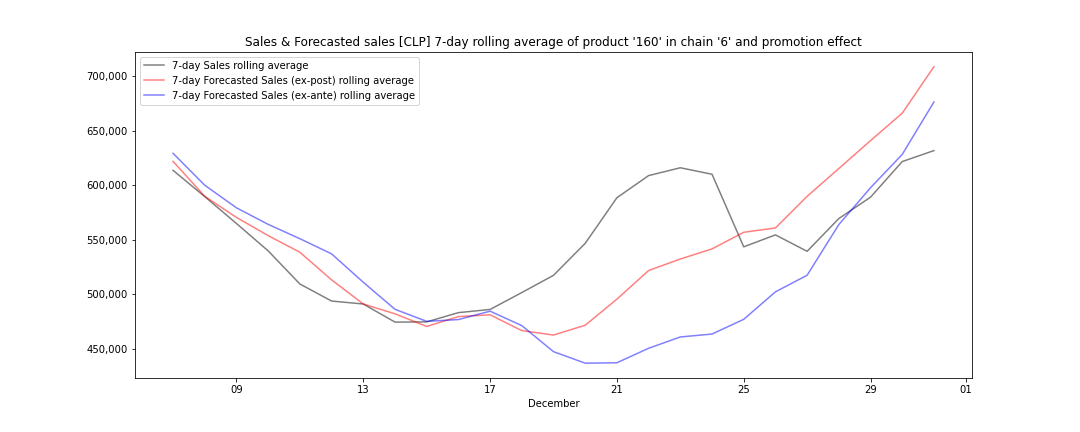 Sales & Forecasted sales [CLP] 7-day rolling average of product '160' in chain '6' and promotion effect
7-day Sales rolling average
7-day Forecasted Sales (ex-post) rolling average
7-day Forecasted Sales (ex-ante) rolling average
700,000
650,000
600,000
550,000
500,000
450,000
09 13 17 21 25 29 01
December